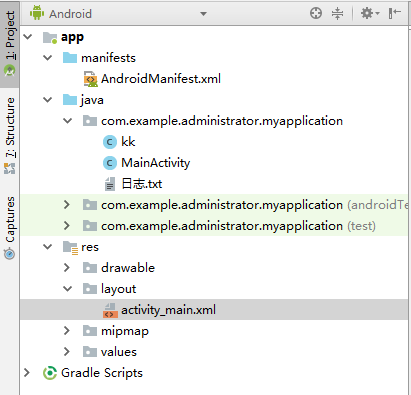 Android
app
manifests
AndroidManifest.xml
java
com.example.administrator.myapplication
kk
MainActivity
日志.txt
com.example.administrator.myapplication (androidTe
com.example.administrator.myapplication (test)
res
drawable
layout
activity_main.xml
mipmap
values
Gradle Scripts
1: Project
7: Structure
Captures